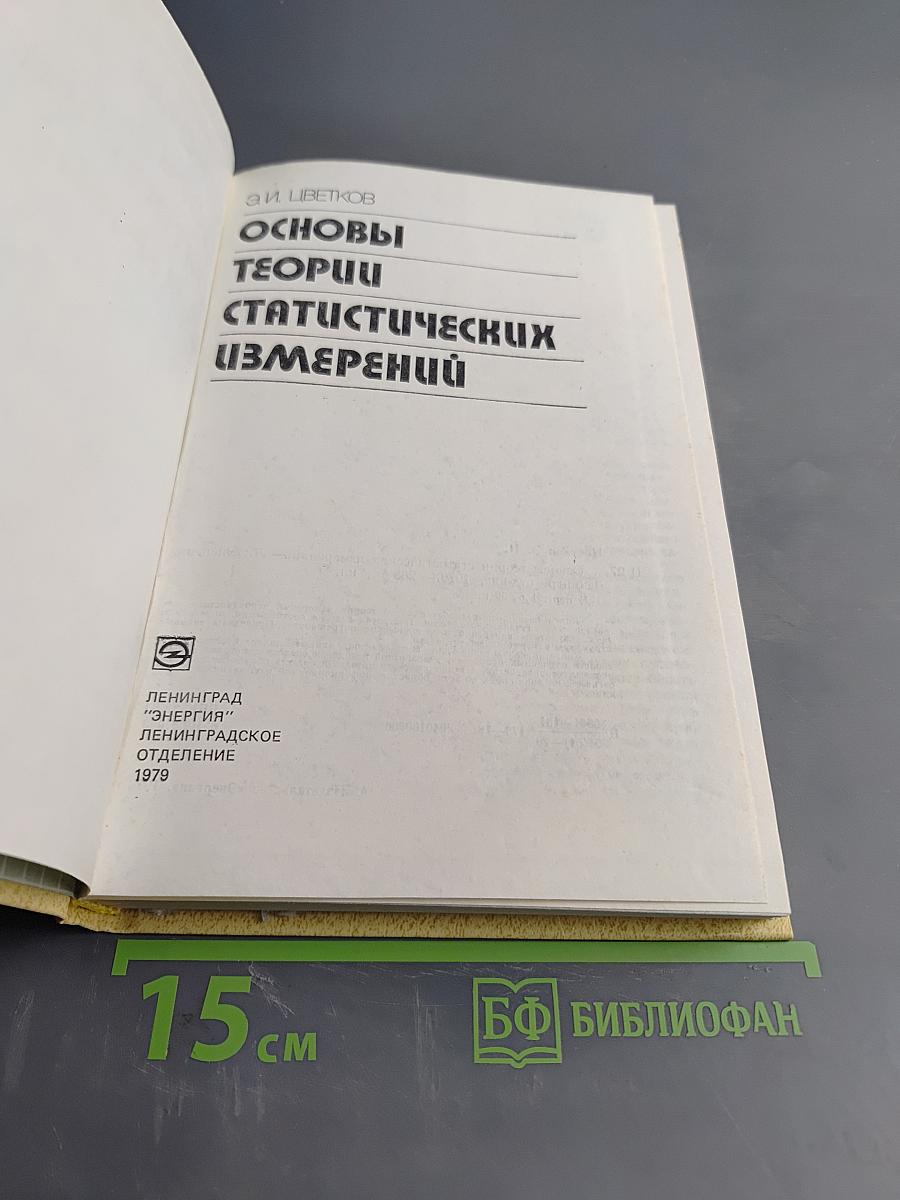 Э.И. ЦВЕТКОВ
ОСНОВЫ
ТЕОРИИ
СТАТИСТИЧЕСКИХ
ИЗМЕРЕНИЙ
ЛЕНИНГРАД
"ЭНЕРГИЯ"
ЛЕНИНГРАДСКОЕ
ОТДЕЛЕНИЕ
1979
15 см
БФ БИБЛИОФАН